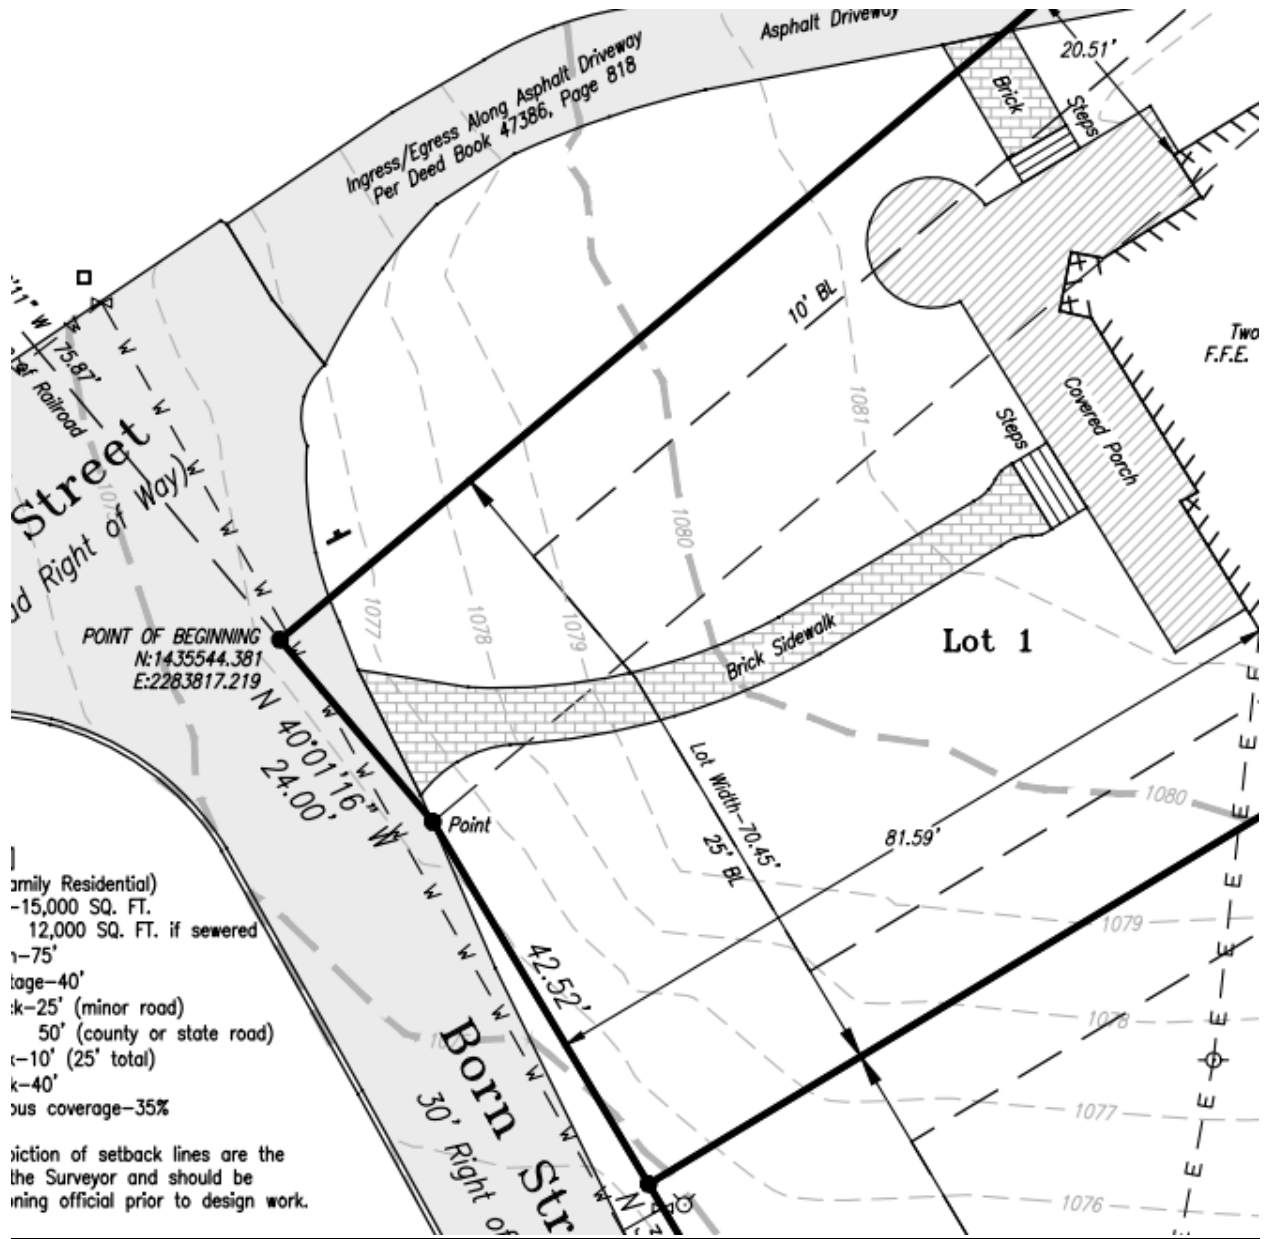 Asphalt Driveway
Ingress/Egress Along Asphalt Driveway
Per Deed Book 47386, Page 818
20.51'
Brick
Steps
'11" W
75.87'
Railroad
Street
Right of Way)
10' BL
1081
Two
F.F.E.
Covered Porch
Steps
1080
1077
1078
1079
POINT OF BEGINNING
N:1435544.381
E:2283817.219
N 40°01'16" W
24.00'
Brick Sidewalk
Lot 1
Point
Lot Width-70.45'
25' BL
81.59'
1080
1079
1078
1077
1076
42.52'
Born Str
30' Right of
N
amily Residential)
-15,000 SQ. FT.
12,000 SQ. FT. if sewered
-75'
tage-40'
ck-25' (minor road)
50' (county or state road)
-10' (25' total)
k-40'
ous coverage-35%
iction of setback lines are the
the Surveyor and should be
ning official prior to design work.
W W W W W W W W W W W W W W W W W
E E E E E E E E E E